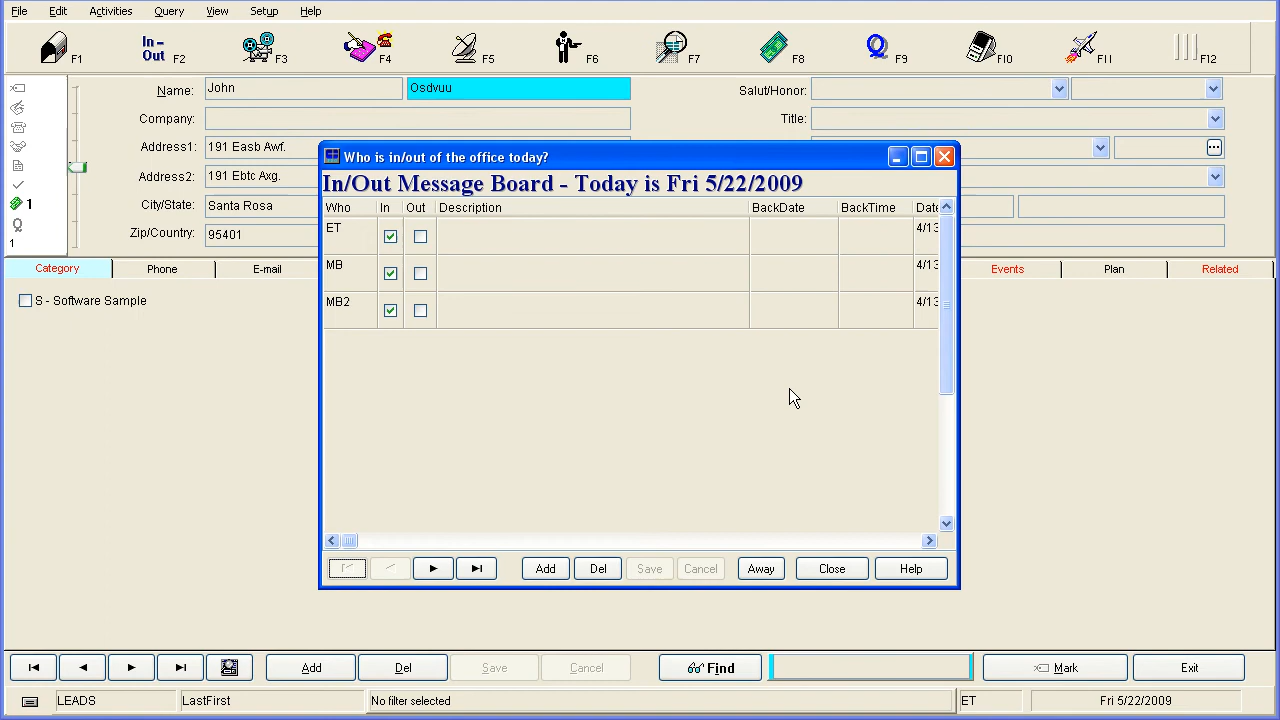 File Edit Activities Query View Setup Help
F1 In-Out F2 F3 F4 F5 F6 F7 F8 F9 F10 F11 F12
Name: John Osdvuu Salut/Honor:
Company: Title:
Address1: 191 Easb Awf.
Address2: 191 Ebtc Axg.
City/State: Santa Rosa
Zip/Country: 95401
1
1
Category Phone E-mail Events Plan Related
S - Software Sample
Who is in/out of the office today?
In/Out Message Board - Today is Fri 5/22/2009
Who In Out Description BackDate BackTime Date
ET 4/13
MB 4/13
MB2 4/13
Add Del Save Cancel Away Close Help
Add Del Save Cancel Find Mark Exit
LEADS LastFirst No filter selected ET Fri 5/22/2009